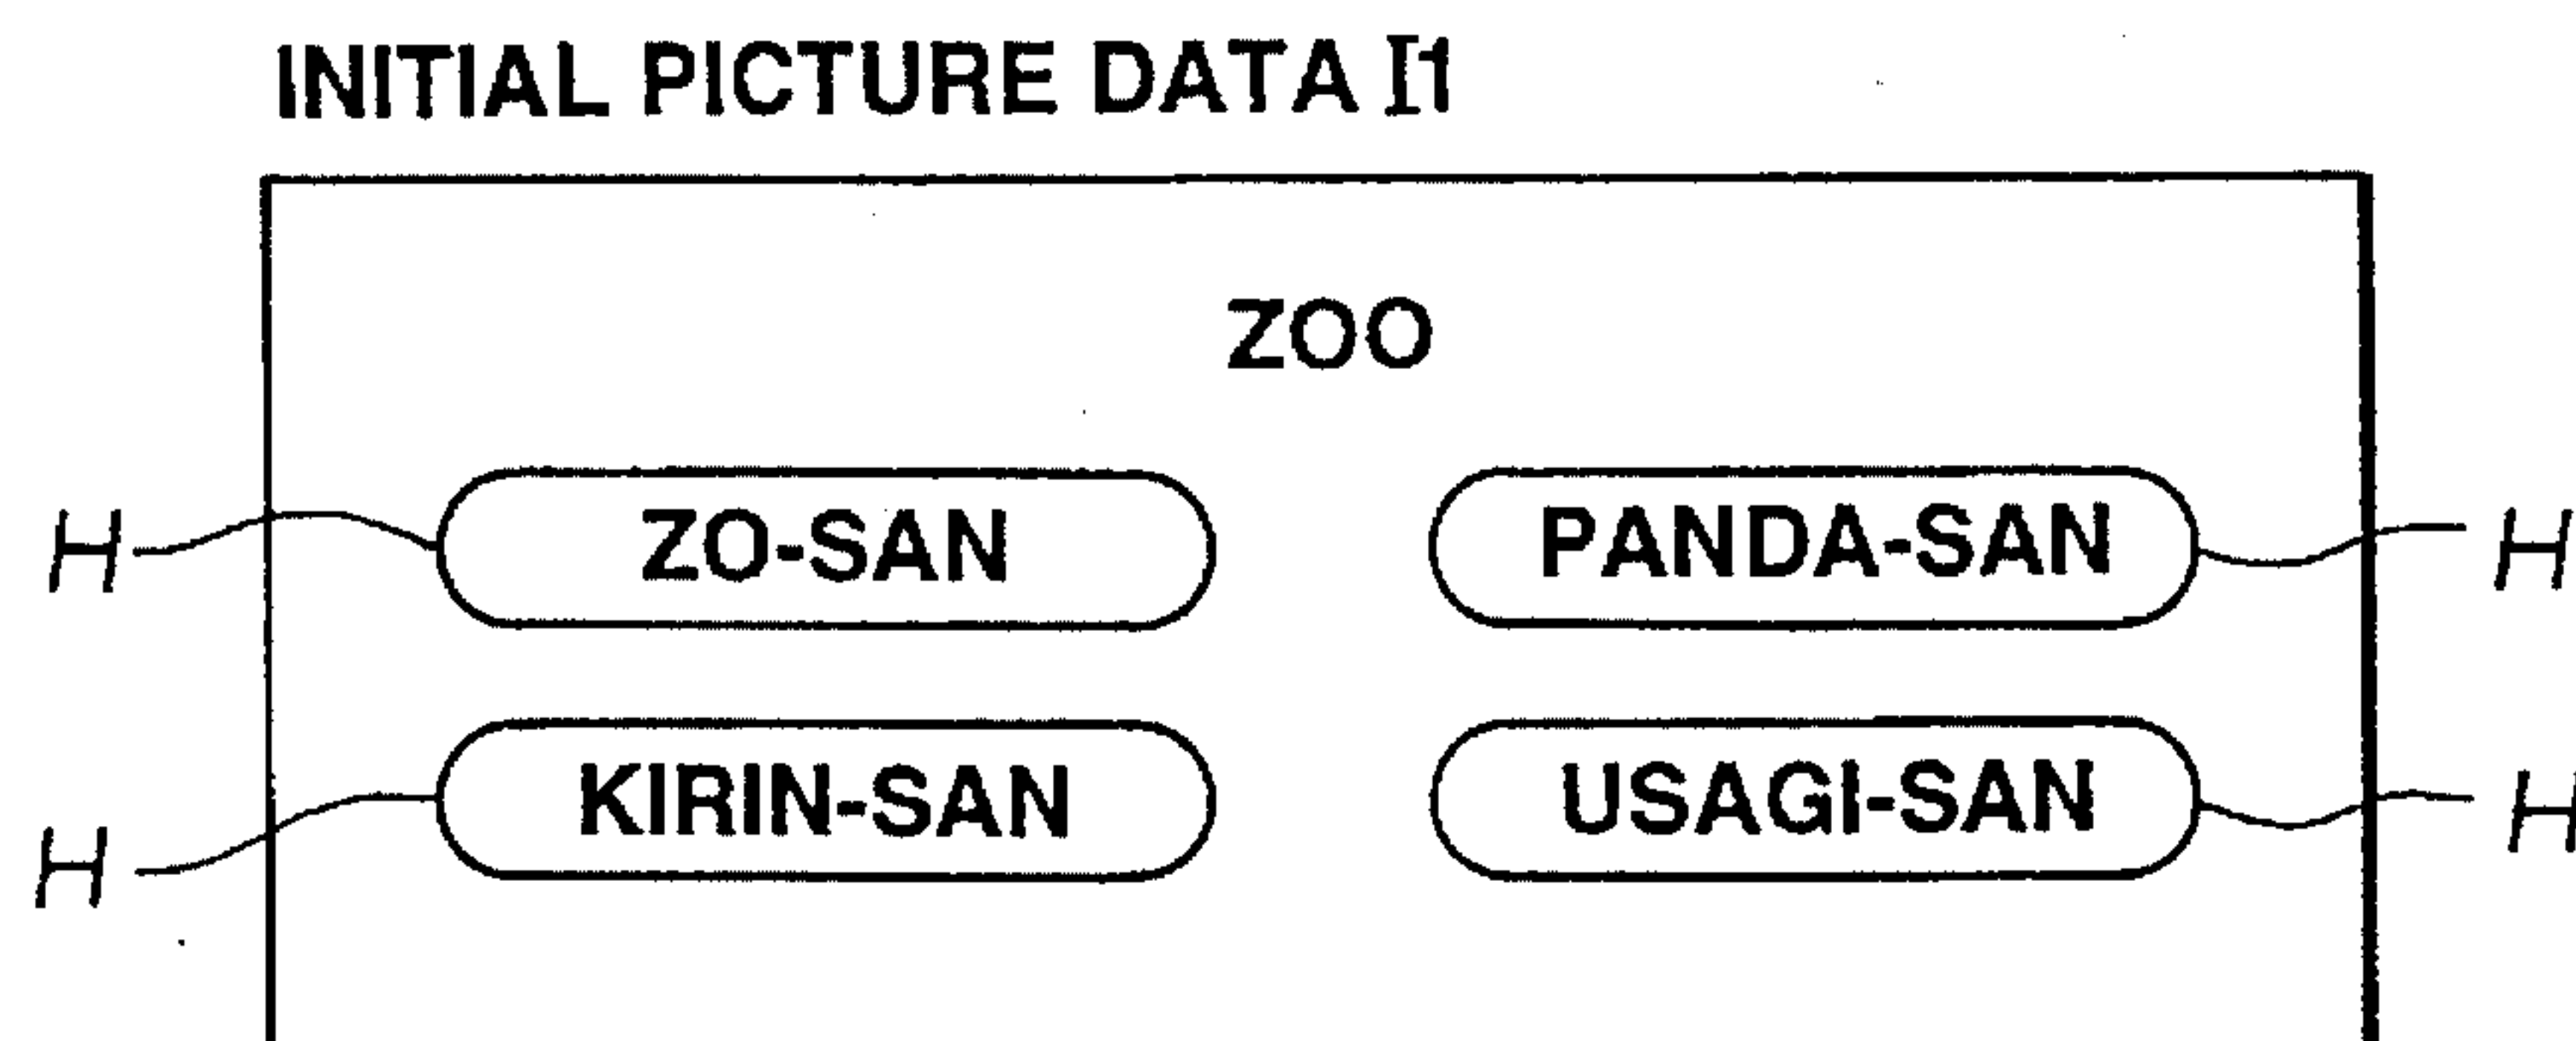 INITIAL PICTURE DATA I1
ZOO
H ZO-SAN PANDA-SAN H
H KIRIN-SAN USAGI-SAN H